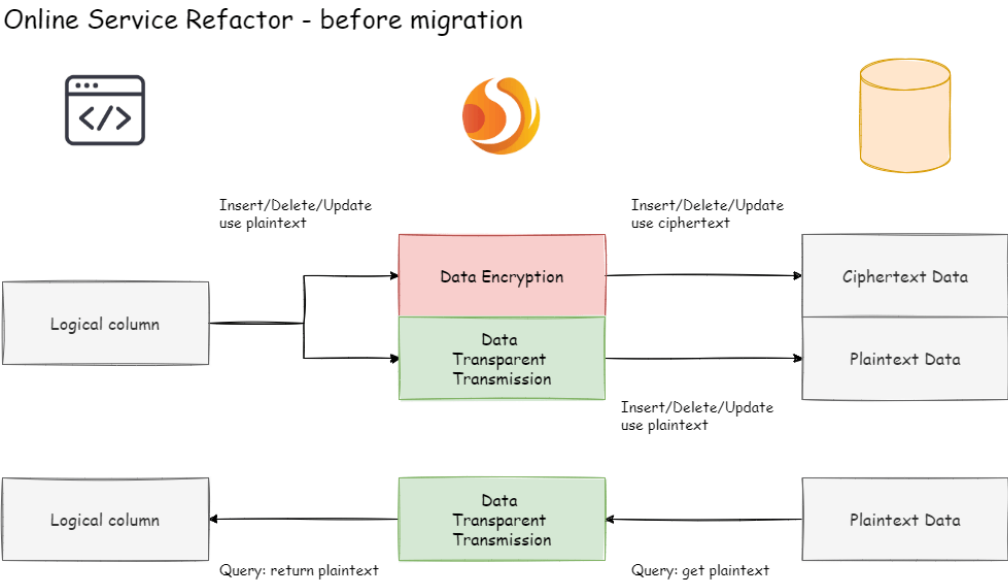 Online Service Refactor - before migration
</>
Insert/Delete/Update
use plaintext
Insert/Delete/Update
use ciphertext
Logical column
Data Encryption
Ciphertext Data
Data
Transparent
Transmission
Plaintext Data
Insert/Delete/Update
use plaintext
Logical column
Data
Transparent
Transmission
Plaintext Data
Query: return plaintext
Query: get plaintext